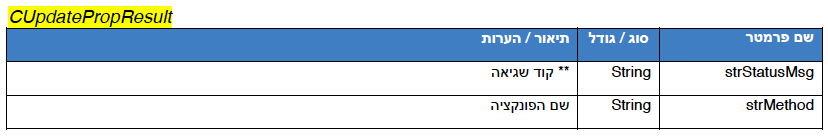 CUpdatePropResult
שם פרמטר סוג / גודל תיאור / הערות
strStatusMsg String ** קוד שגיאה
strMethod String שם הפונקציה